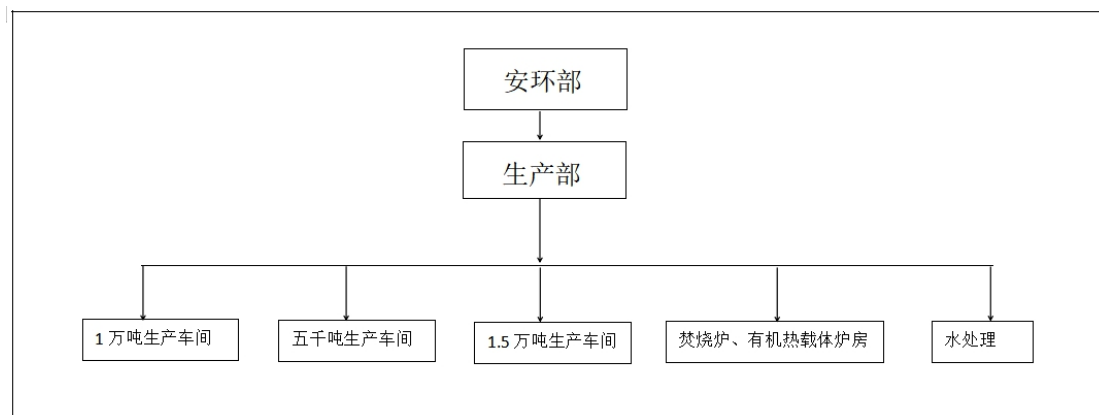 安环部
生产部
1 万吨生产车间
五千吨生产车间
1.5 万吨生产车间
焚烧炉、有机热载体炉房
水处理